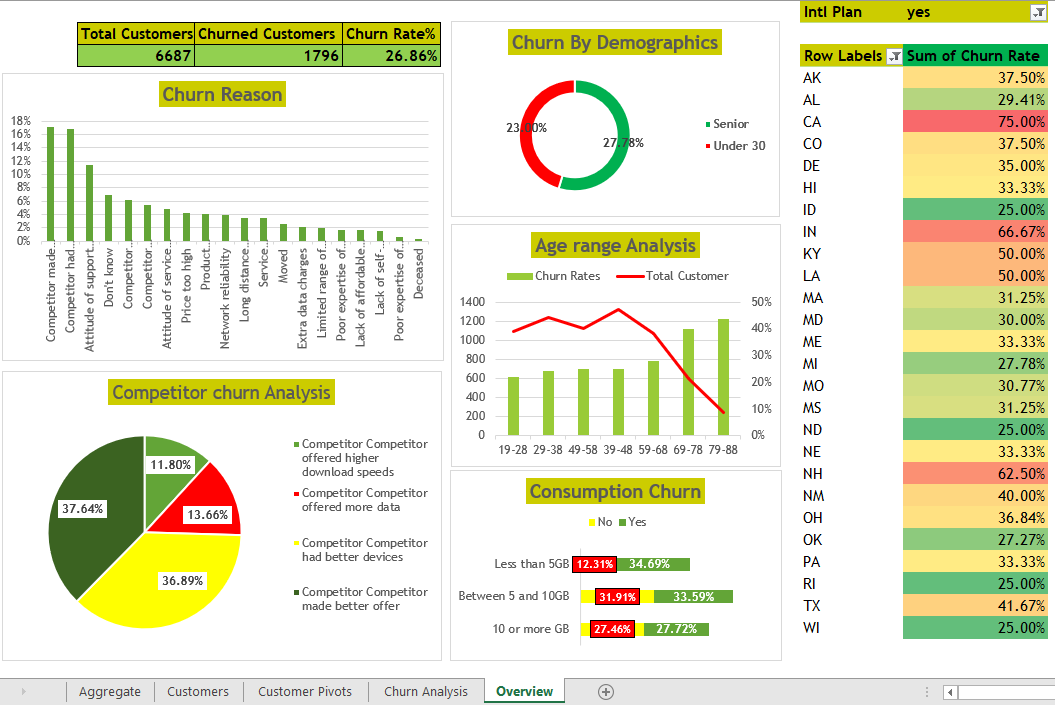 Total Customers Churned Customers Churn Rate%
6687 1796 26.86%
Churn Reason
18%
16%
14%
12%
10%
8%
6%
4%
2%
0%
Competitor made...
Competitor had...
Attitude of support...
Don't know
Competitor...
Competitor...
Attitude of service...
Price too high
Product...
Network reliability
Long distance...
Service...
Moved
Extra data charges
Limited range of...
Poor expertise of...
Lack of affordable...
Lack of self-...
Poor expertise of...
Deceased
Competitor churn Analysis
11.80%
13.66%
36.89%
37.64%
Competitor Competitor
offered higher
download speeds
Competitor Competitor
offered more data
Competitor Competitor
had better devices
Competitor Competitor
made better offer
Churn By Demographics
23.00%
27.78%
Senior
Under 30
Age range Analysis
Churn Rates Total Customer
1400
1200
1000
800
600
400
200
0
50%
40%
30%
20%
10%
0%
19-28 29-38 49-58 39-48 59-68 69-78 79-88
Consumption Churn
No Yes
Less than 5GB 12.31% 34.69%
Between 5 and 10GB 31.91% 33.59%
10 or more GB 27.46% 27.72%
Intl Plan yes
Row Labels Sum of Churn Rate
AK 37.50%
AL 29.41%
CA 75.00%
CO 37.50%
DE 35.00%
HI 33.33%
ID 25.00%
IN 66.67%
KY 50.00%
LA 50.00%
MA 31.25%
MD 30.00%
ME 33.33%
MI 27.78%
MO 30.77%
MS 31.25%
ND 25.00%
NE 33.33%
NH 62.50%
NM 40.00%
OH 36.84%
OK 27.27%
PA 33.33%
RI 25.00%
TX 41.67%
WI 25.00%
Aggregate Customers Customer Pivots Churn Analysis Overview